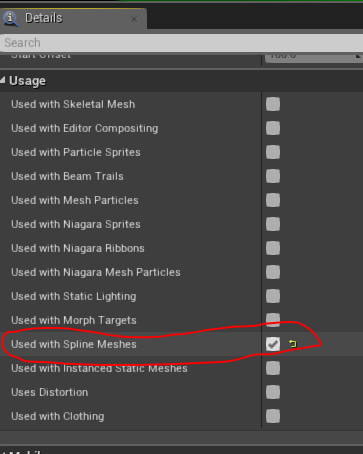 Details
Search
Start Offset
100.0
Usage
Used with Skeletal Mesh
Used with Editor Compositing
Used with Particle Sprites
Used with Beam Trails
Used with Mesh Particles
Used with Niagara Sprites
Used with Niagara Ribbons
Used with Niagara Mesh Particles
Used with Static Lighting
Used with Morph Targets
Used with Spline Meshes
Used with Instanced Static Meshes
Uses Distortion
Used with Clothing